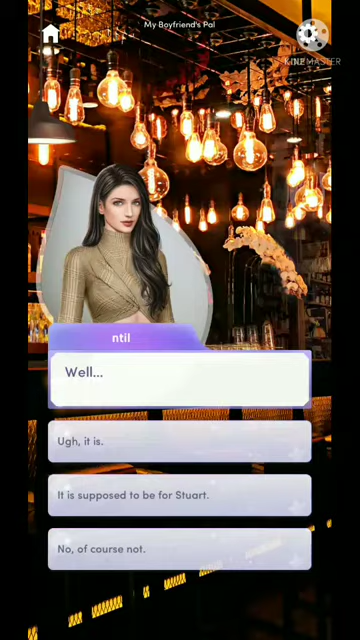 My Boyfriend's Pal
KINEMASTER
ntil
Well...
Ugh, it is.
It is supposed to be for Stuart.
No, of course not.